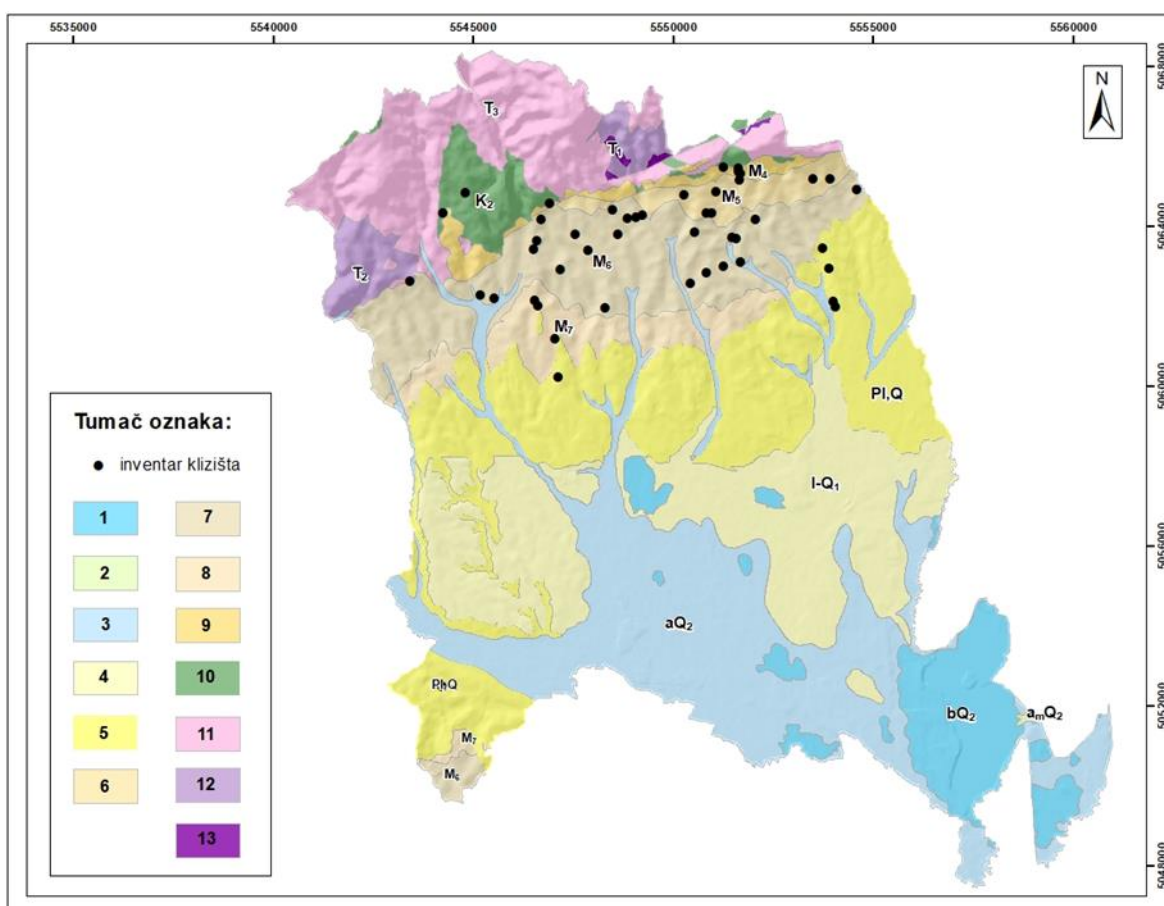 5535000 5540000 5545000 5550000 5555000 5560000
N
5068000
5064000
5060000
5056000
5052000
5048000
T₃
T₁
M₄
M₅
K₂
T₂
M₆
M₇
Pl,Q
l-Q₁
aQ₂
M₇
M₆
bQ₂
aₘQ₂
Tumač oznaka:
inventar klizišta
1 7
2 8
3 9
4 10
5 11
6 12
13